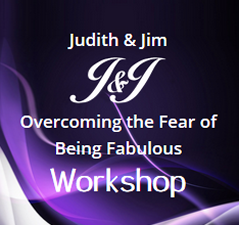 Judith & Jim
J&J
Overcoming the Fear of
Being Fabulous
Workshop